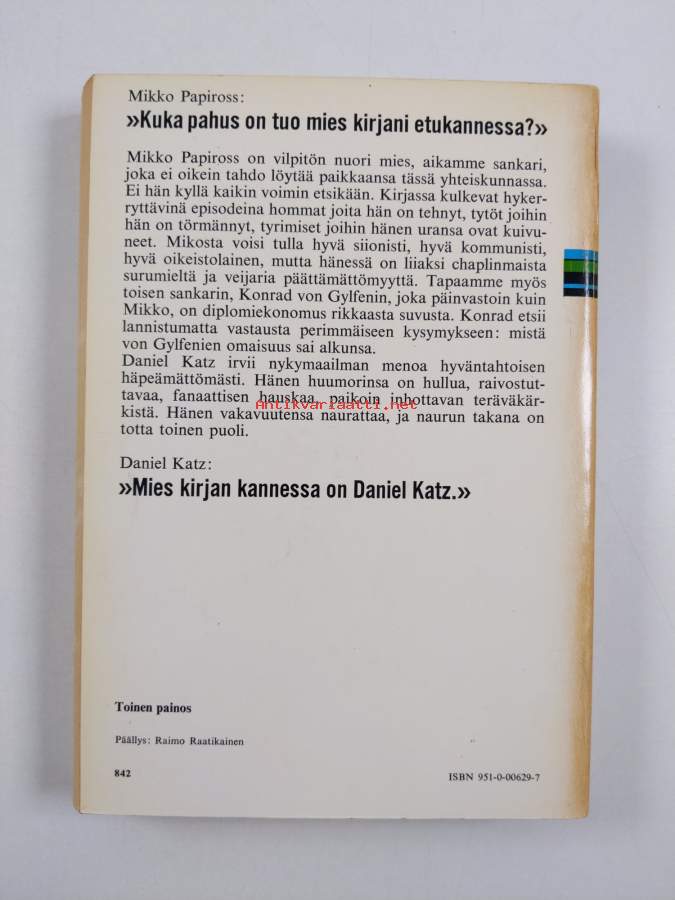 Mikko Papiross:
»Kuka pahus on tuo mies kirjani etukannessa?»
Mikko Papiross on vilpitön nuori mies, aikamme sankari,
joka ei oikein tahdo löytää paikkaansa tässä yhteiskunnassa.
Ei hän kyllä kaikin voimin etsikään. Kirjassa kulkevat hyker-
ryttävinä episodeina hommat joita hän on tehnyt, tytöt joihin
hän on törmännyt, tyrimiset joihin hänen uransa ovat kuivu-
neet. Mikosta voisi tulla hyvä siionisti, hyvä kommunisti,
hyvä oikeistolainen, mutta hänessä on liiaksi chaplinmaista
surumieltä ja veijaria päättämättömyyttä. Tapaamme myös
toisen sankarin, Konrad von Gylfenin, joka päinvastoin kuin
Mikko, on diplomiekonomus rikkaasta suvusta. Konrad etsii
lannistumatta vastausta perimmäiseen kysymykseen: mistä
von Gylfenien omaisuus sai alkunsa.
Daniel Katz irvii nykymaailman menoa hyväntahtoisen
häpeämättömästi. Hänen huumorinsa on hullua, raivostut-
tavaa, fanaattisen hauskaa, paikoin inhottavan teräväkär-
Antikvariaatti.net
kistä. Hänen vakavuutensa naurattaa, ja naurun takana on
totta toinen puoli.
Daniel Katz:
»Mies kirjan kannessa on Daniel Katz.»
Toinen painos
Päällys: Raimo Raatikainen
842
ISBN 951-0-00629-7